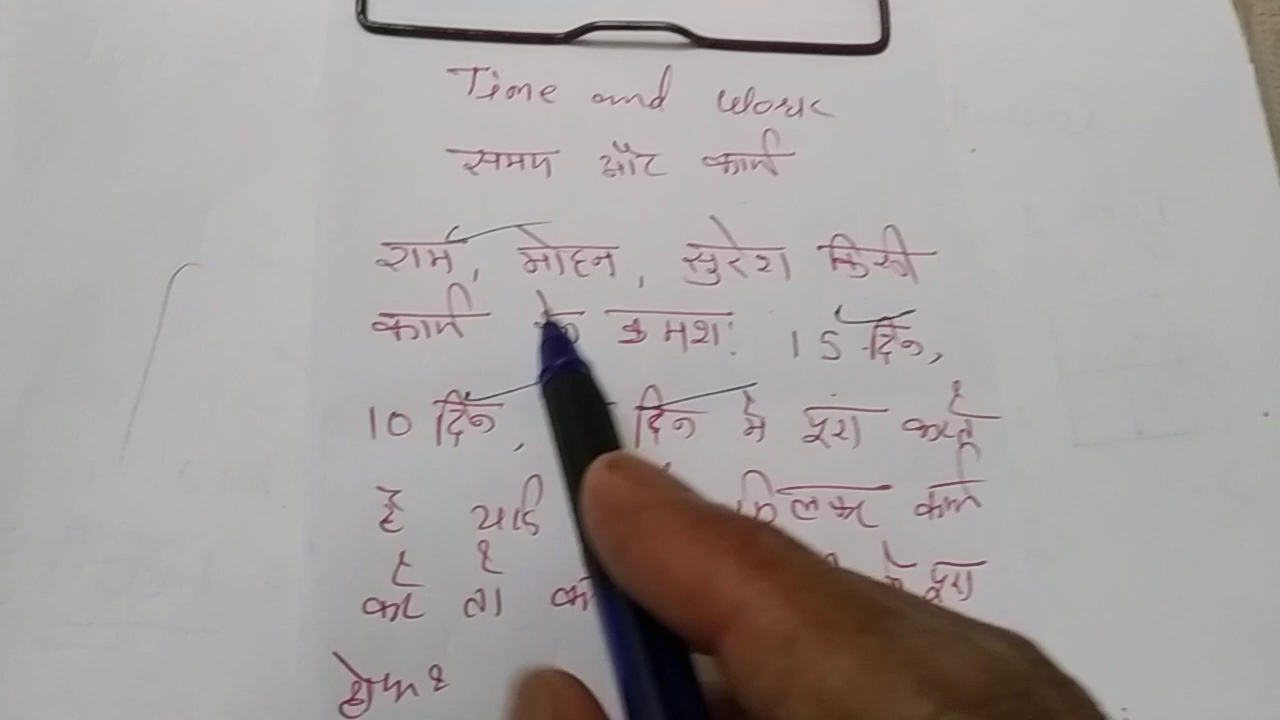 Time and Work
समय और कार्य
राम, मोहन, सुरेश किसी
कार्य को क्रमशः 15 दिन,
10 दिन, दिन में पूरा करते
है यदि मिलकर कार्य
करे तो पूरा
होगा